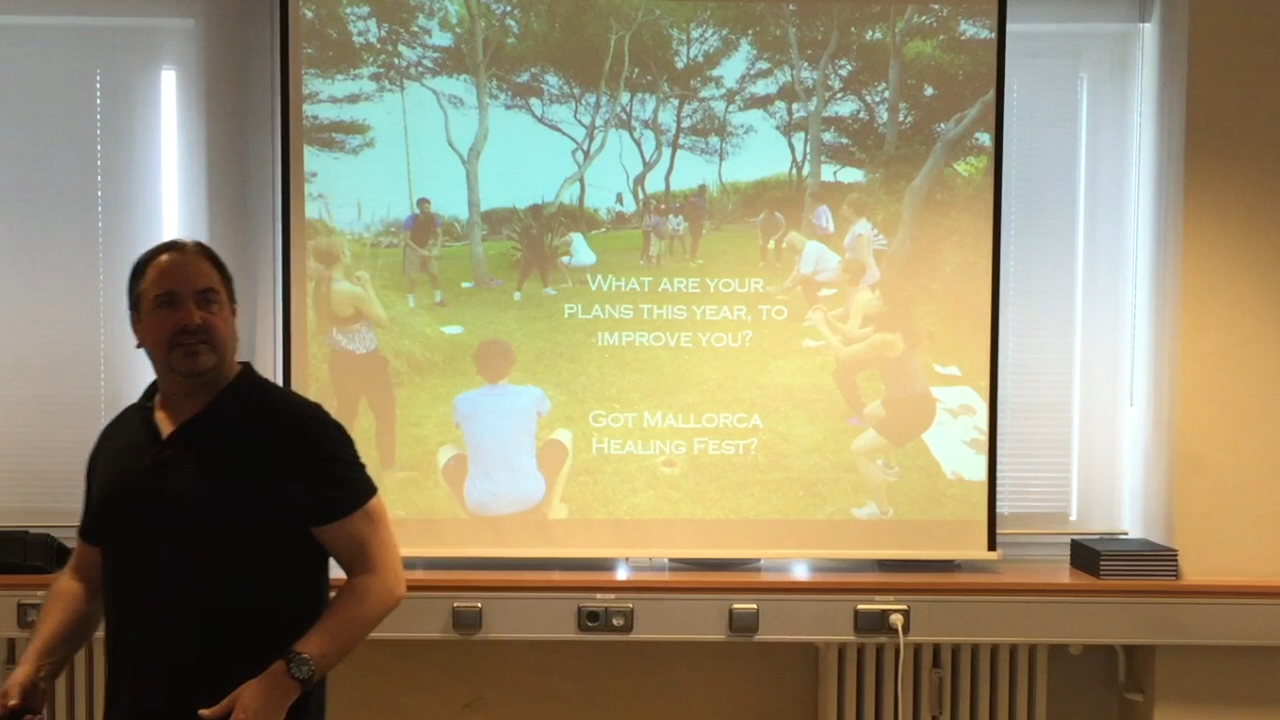 What are your
plans this year, to
improve you?
Got Mallorca
Healing Fest?